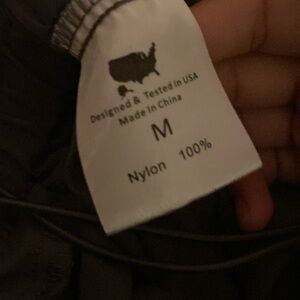 Designed & Tested in USA
Made in China
M
Nylon 100%